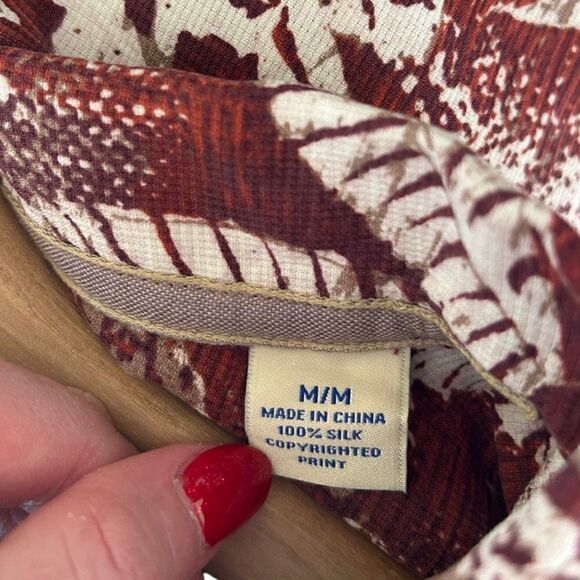 M/M
MADE IN CHINA
100% SILK
COPYRIGHTED
PRINT